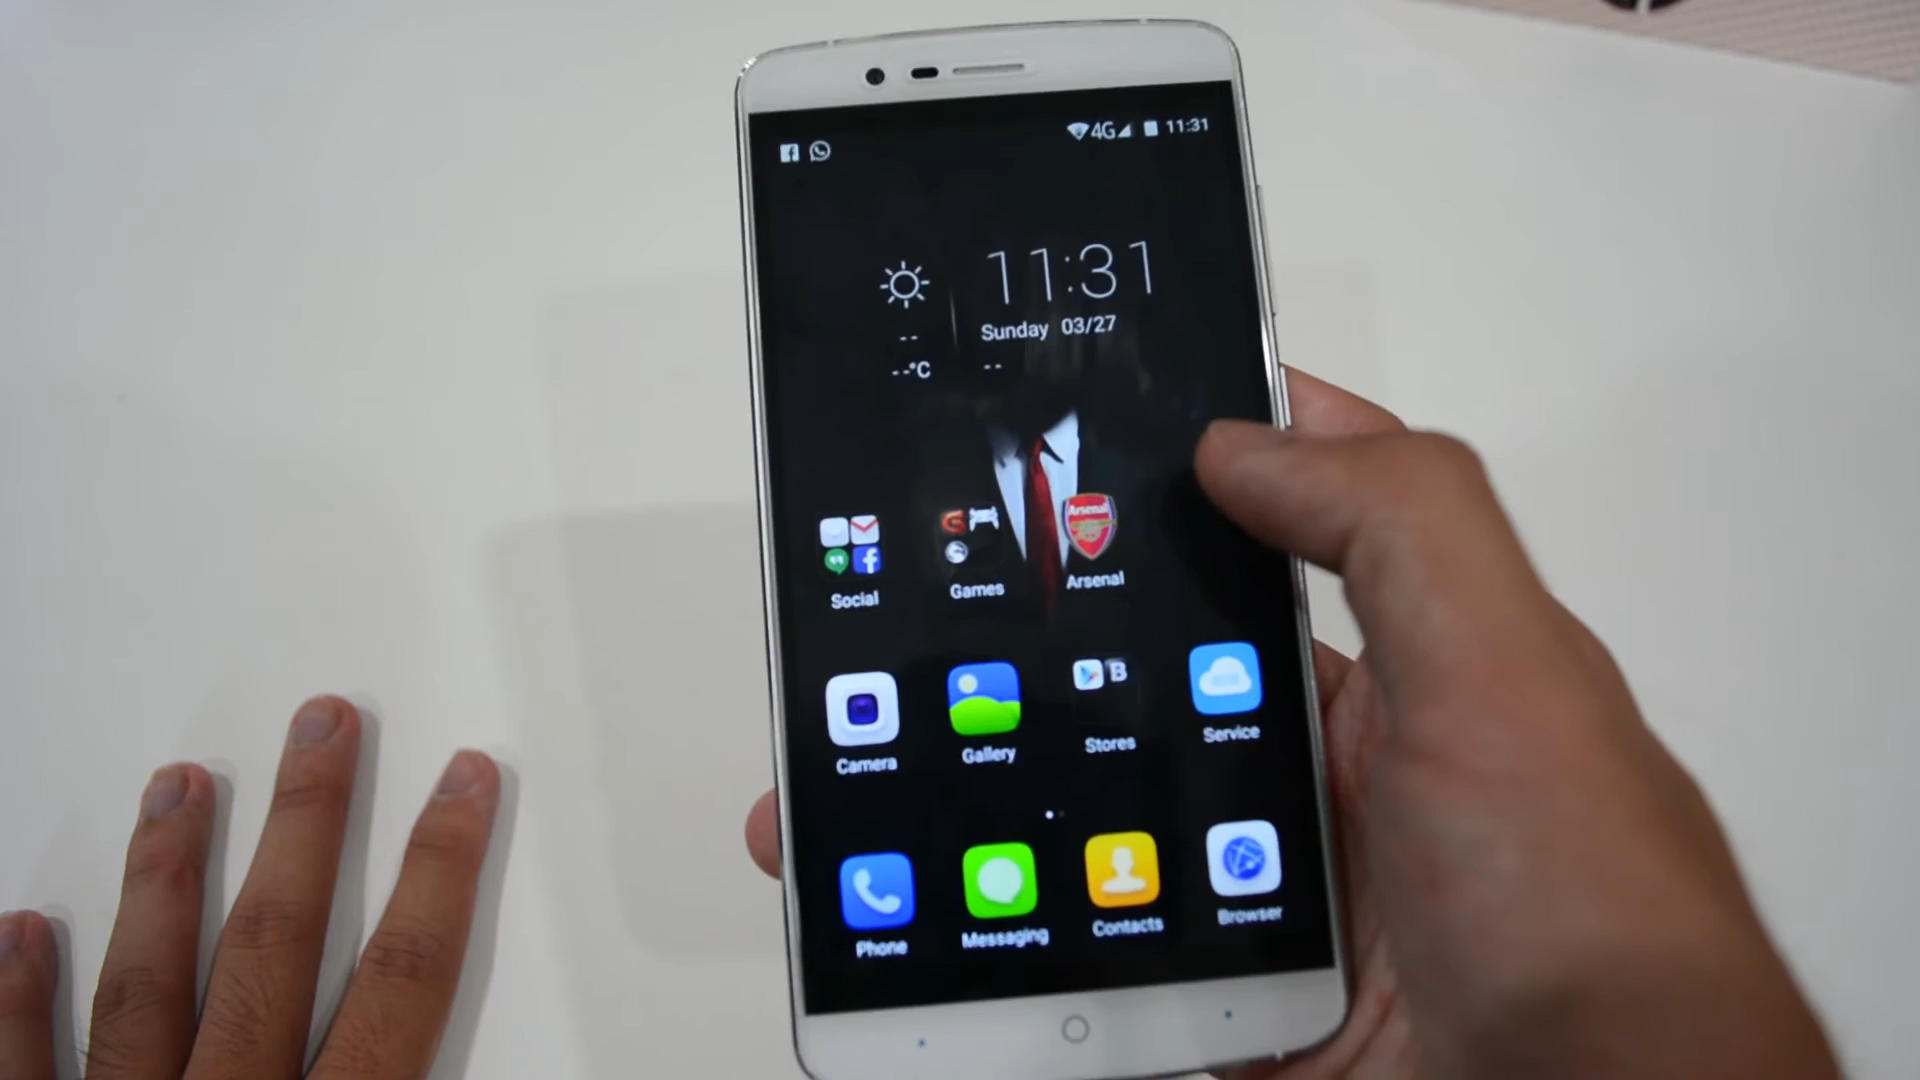 4G 11:31
11:31
Sunday 03/27
--
--°C --
Arsenal
Social Games Arsenal
B
Camera Gallery Stores Service
Phone Messaging Contacts Browser